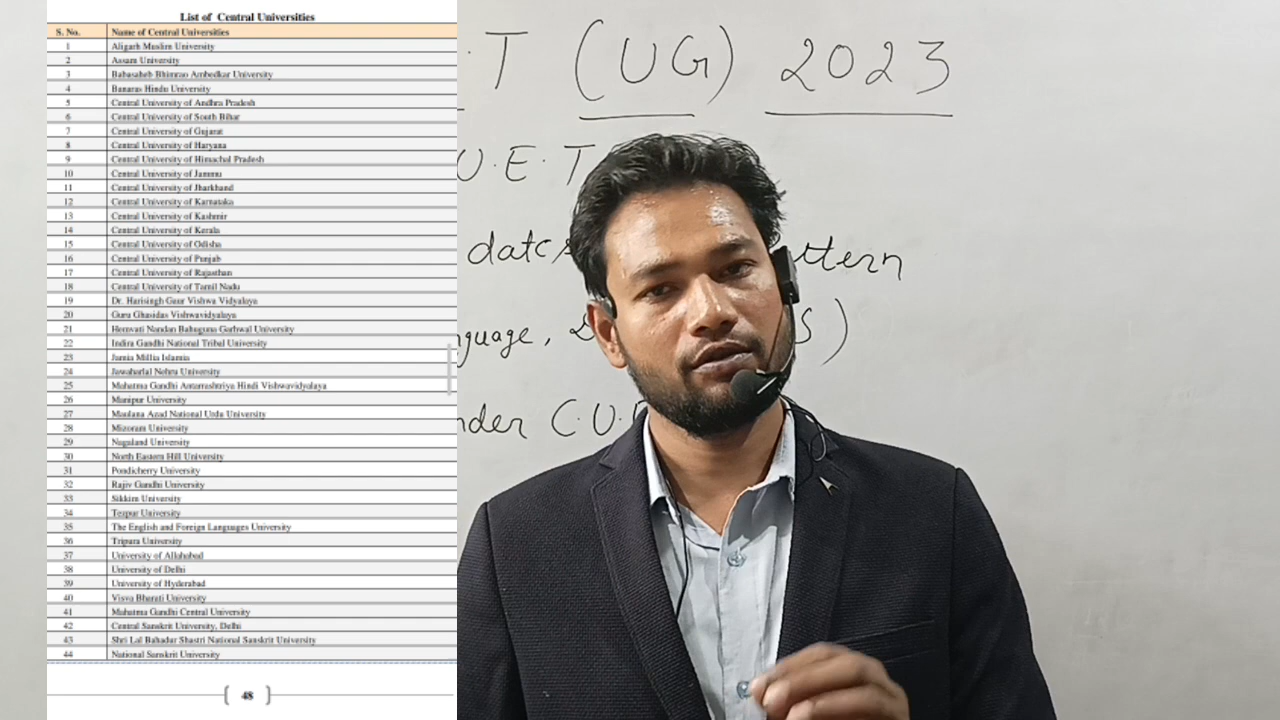 List of Central Universities
S. No. Name of Central Universities
1 Aligarh Muslim University
2 Assam University
3 Babasaheb Bhimrao Ambedkar University
4 Banaras Hindu University
5 Central University of Andhra Pradesh
6 Central University of South Bihar
7 Central University of Gujarat
8 Central University of Haryana
9 Central University of Himachal Pradesh
10 Central University of Jammu
11 Central University of Jharkhand
12 Central University of Karnataka
13 Central University of Kashmir
14 Central University of Kerala
15 Central University of Odisha
16 Central University of Punjab
17 Central University of Rajasthan
18 Central University of Tamil Nadu
19 Dr. Harisingh Gour Vishwa Vidyalaya
20 Guru Ghasidas Vishwavidyalaya
21 Hemvati Nandan Bahuguna Garhwal University
22 Indira Gandhi National Tribal University
23 Jamia Millia Islamia
24 Jawaharlal Nehru University
25 Mahatma Gandhi Antarrashtriya Hindi Vishwavidyalaya
26 Manipur University
27 Maulana Azad National Urdu University
28 Mizoram University
29 Nagaland University
30 North Eastern Hill University
31 Pondicherry University
32 Rajiv Gandhi University
33 Sikkim University
34 Tezpur University
35 The English and Foreign Languages University
36 Tripura University
37 University of Allahabad
38 University of Delhi
39 University of Hyderabad
40 Visva Bharati University
41 Mahatma Gandhi Central University
42 Central Sanskrit University, Delhi
43 Shri Lal Bahadur Shastri National Sanskrit University
44 National Sanskrit University
48
T (UG) 2023
U.E.T
dates ttern
guage, S)
nder C.U.